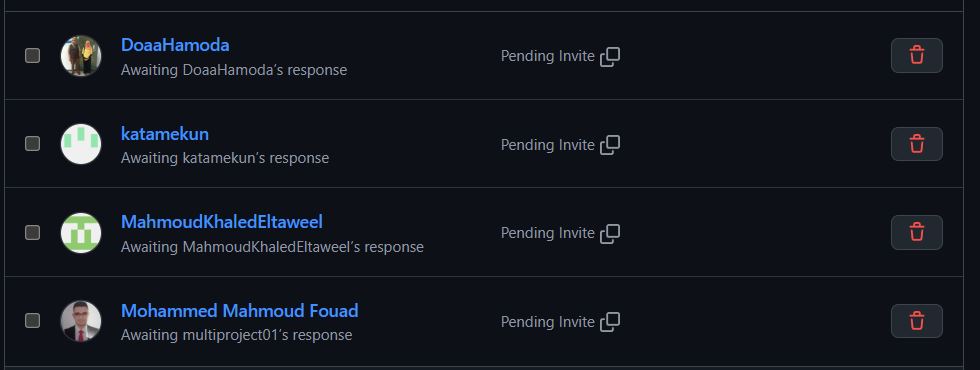 DoaaHamoda
Awaiting DoaaHamoda's response
Pending Invite
katamekun
Awaiting katamekun's response
Pending Invite
MahmoudKhaledEltaweel
Awaiting MahmoudKhaledEltaweel's response
Pending Invite
Mohammed Mahmoud Fouad
Awaiting multiproject01's response
Pending Invite